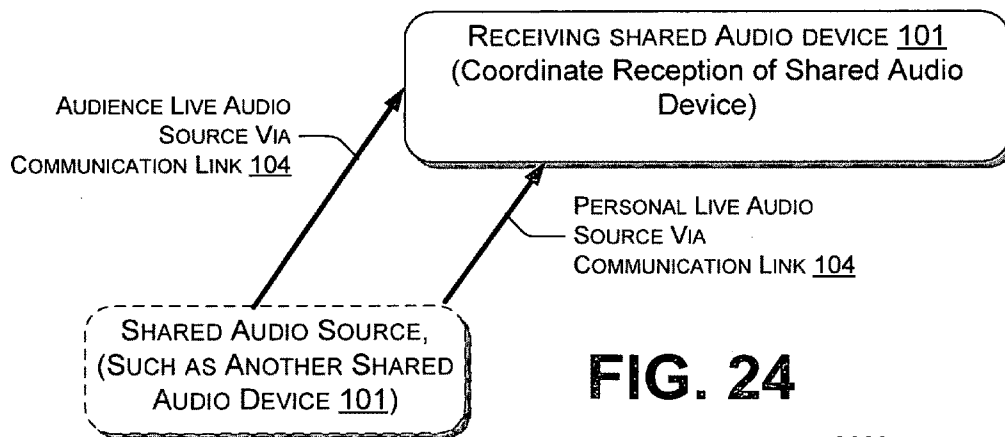 RECEIVING SHARED AUDIO DEVICE 101
(Coordinate Reception of Shared Audio
Device)
AUDIENCE LIVE AUDIO
SOURCE VIA
COMMUNICATION LINK 104
PERSONAL LIVE AUDIO
SOURCE VIA
COMMUNICATION LINK 104
SHARED AUDIO SOURCE,
(SUCH AS ANOTHER SHARED
AUDIO DEVICE 101)
FIG. 24